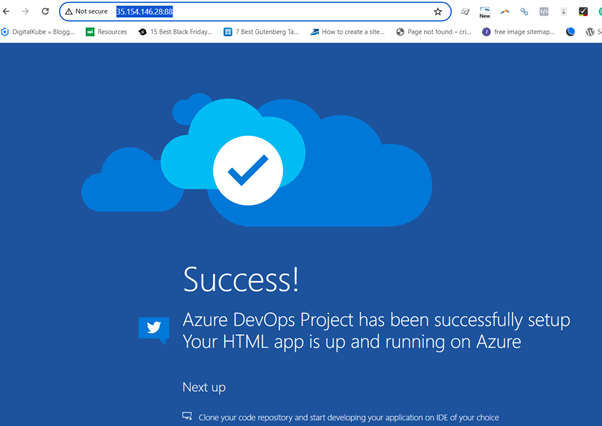 Not secure
35.154.146.28:88
New
DigitalKube » Blogg...
Resources
15 Best Black Friday...
7 Best Gutenberg Ta...
How to create a site...
Page not found – cri...
free image sitemap...
Success!
Azure DevOps Project has been successfully setup
Your HTML app is up and running on Azure
Next up
Clone your code repository and start developing your application on IDE of your choice